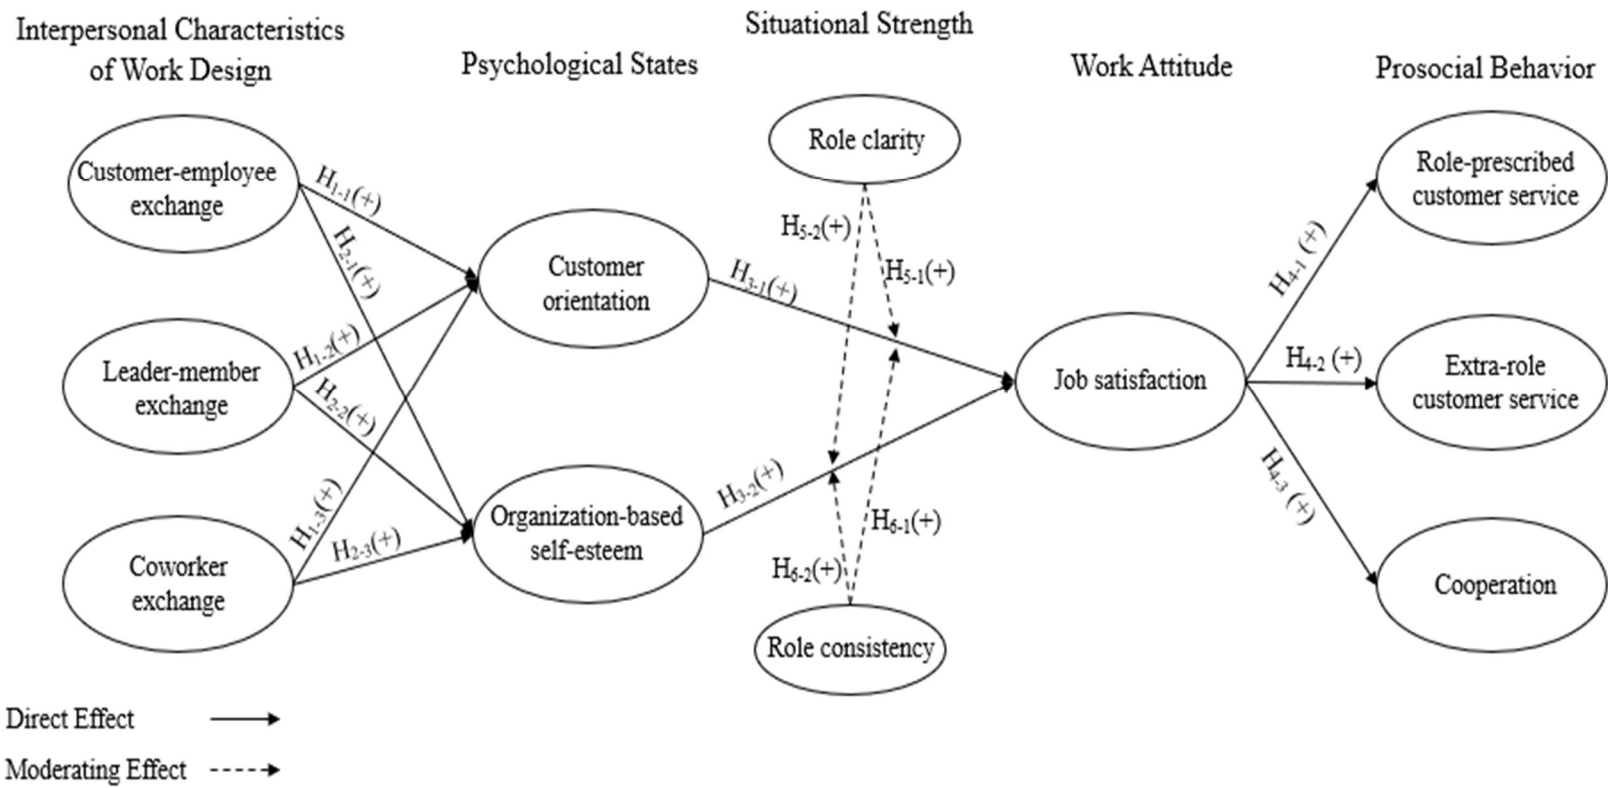 Interpersonal Characteristics
of Work Design
Psychological States
Situational Strength
Work Attitude
Prosocial Behavior
Customer-employee
exchange
Leader-member
exchange
Coworker
exchange
H1-1(+)
H2-1(+)
H1-2(+)
H2-2(+)
H1-3(+)
H2-3(+)
Customer
orientation
Organization-based
self-esteem
H3-1(+)
H3-2(+)
Role clarity
H5-2(+)
H5-1(+)
H6-1(+)
H6-2(+)
Role consistency
Job satisfaction
H4-1 (+)
H4-2 (+)
H4-3 (+)
Role-prescribed
customer service
Extra-role
customer service
Cooperation
Direct Effect
Moderating Effect